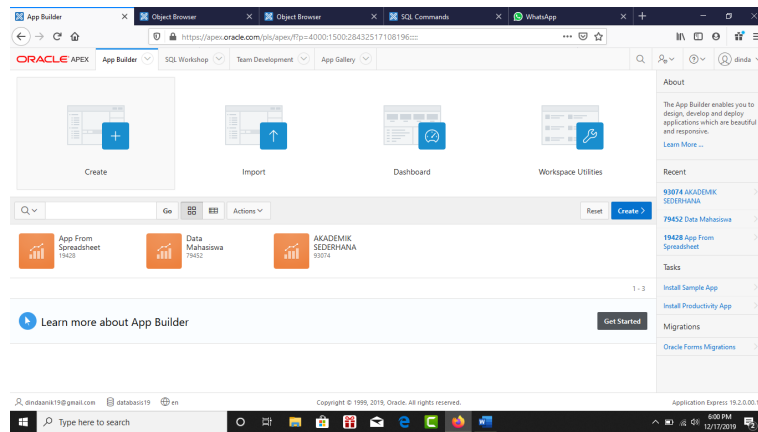 App Builder
Object Browser
Object Browser
SQL Commands
WhatsApp
https://apex.oracle.com/pls/apex/f?p=4000:1500:28432517108196:::::
ORACLE APEX
App Builder
SQL Workshop
Team Development
App Gallery
dinda
Create
Import
Dashboard
Workspace Utilities
Go
Actions
Reset
Create
App From
Spreadsheet
19428
Data
Mahasiswa
79452
AKADEMIK
SEDERHANA
93074
1 - 3
Learn more about App Builder
Get Started
About
The App Builder enables you to
design, develop and deploy
applications which are beautiful
and responsive.
Learn More ...
Recent
93074 AKADEMIK
SEDERHANA
79452 Data Mahasiswa
19428 App From
Spreadsheet
Tasks
Install Sample App
Install Productivity App
Migrations
Oracle Forms Migrations
dindaanik19@gmail.com
databasis19
en
Copyright © 1999, 2019, Oracle. All rights reserved.
Application Express 19.2.0.00.1
Type here to search
6:00 PM
12/17/2019